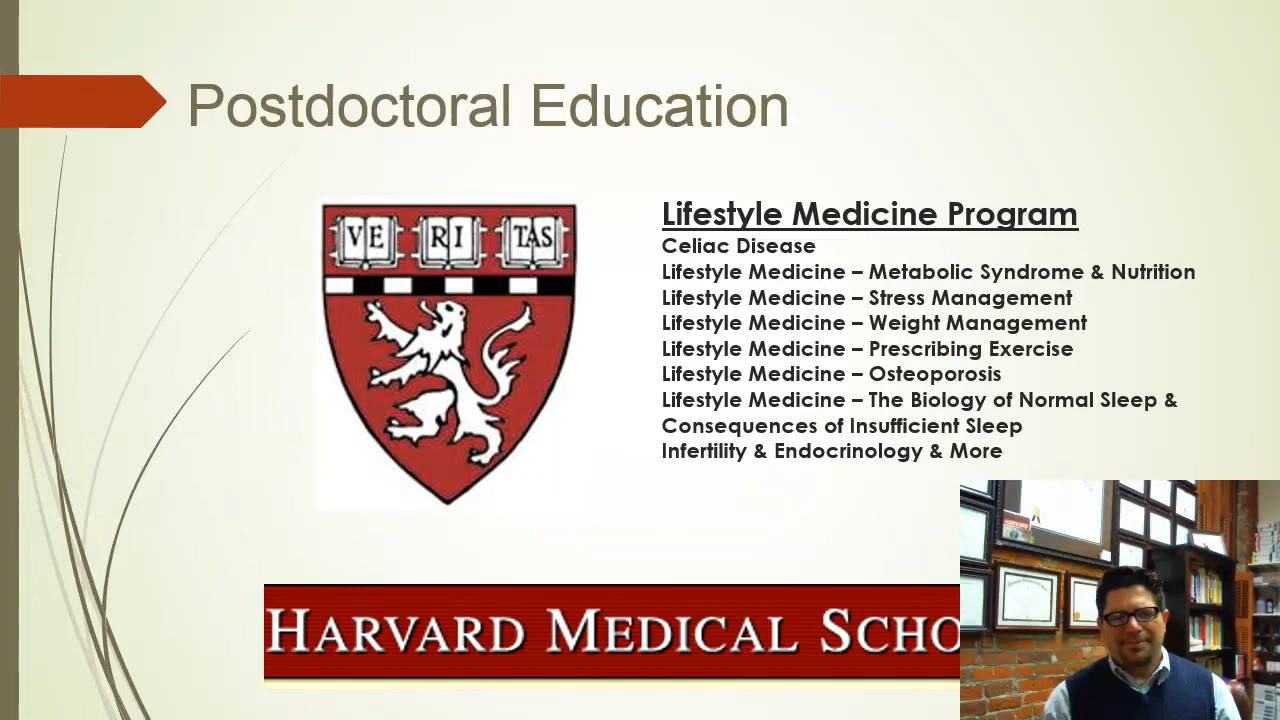 Postdoctoral Education
VE RI TAS
Lifestyle Medicine Program
Celiac Disease
Lifestyle Medicine – Metabolic Syndrome & Nutrition
Lifestyle Medicine – Stress Management
Lifestyle Medicine – Weight Management
Lifestyle Medicine – Prescribing Exercise
Lifestyle Medicine – Osteoporosis
Lifestyle Medicine – The Biology of Normal Sleep &
Consequences of Insufficient Sleep
Infertility & Endocrinology & More
HARVARD MEDICAL SCHO
HARVARD